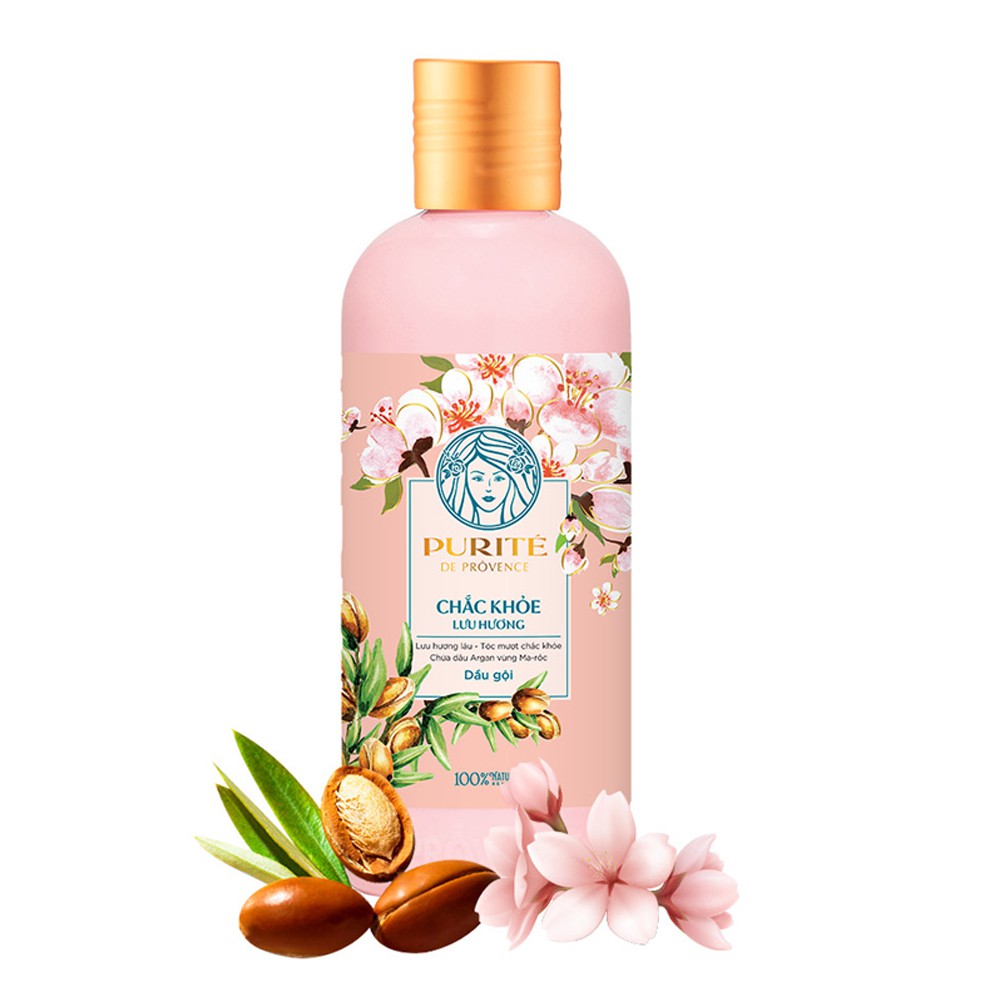 PURITÉ
DE PRÔVENCE
CHẮC KHỎE
LƯU HƯƠNG
Lưu hương lâu - Tóc mượt chắc khỏe
Chứa dầu Argan vùng Ma-rốc
Dầu gội
100%